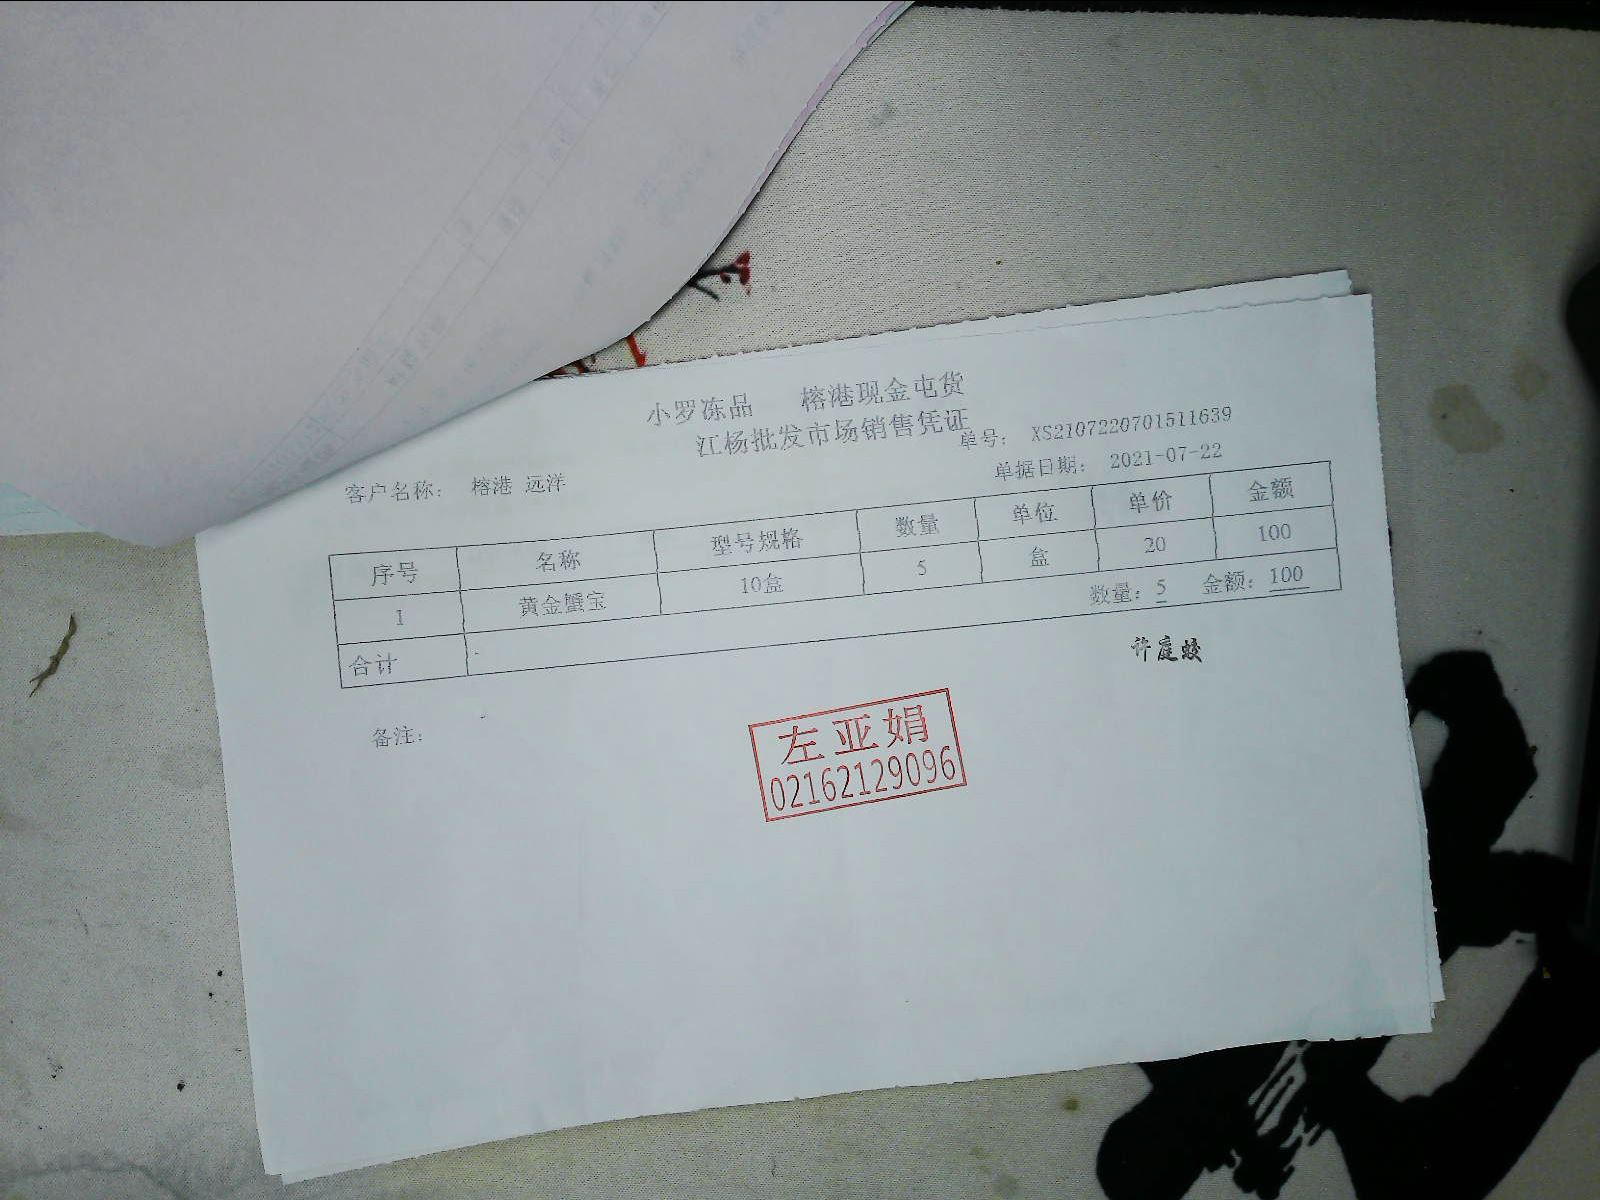 小罗冻品 榕港现金屯货
江杨批发市场销售凭证
单号: XS2107220701511639
客户名称: 榕港 远洋
单据日期: 2021-07-22
序号 名称 型号规格 数量 单位 单价 金额
1 黄金蟹宝 10盒 5 盒 20 100
合计 数量: 5 金额: 100
许庭蛟
备注:
左亚娟
02162129096